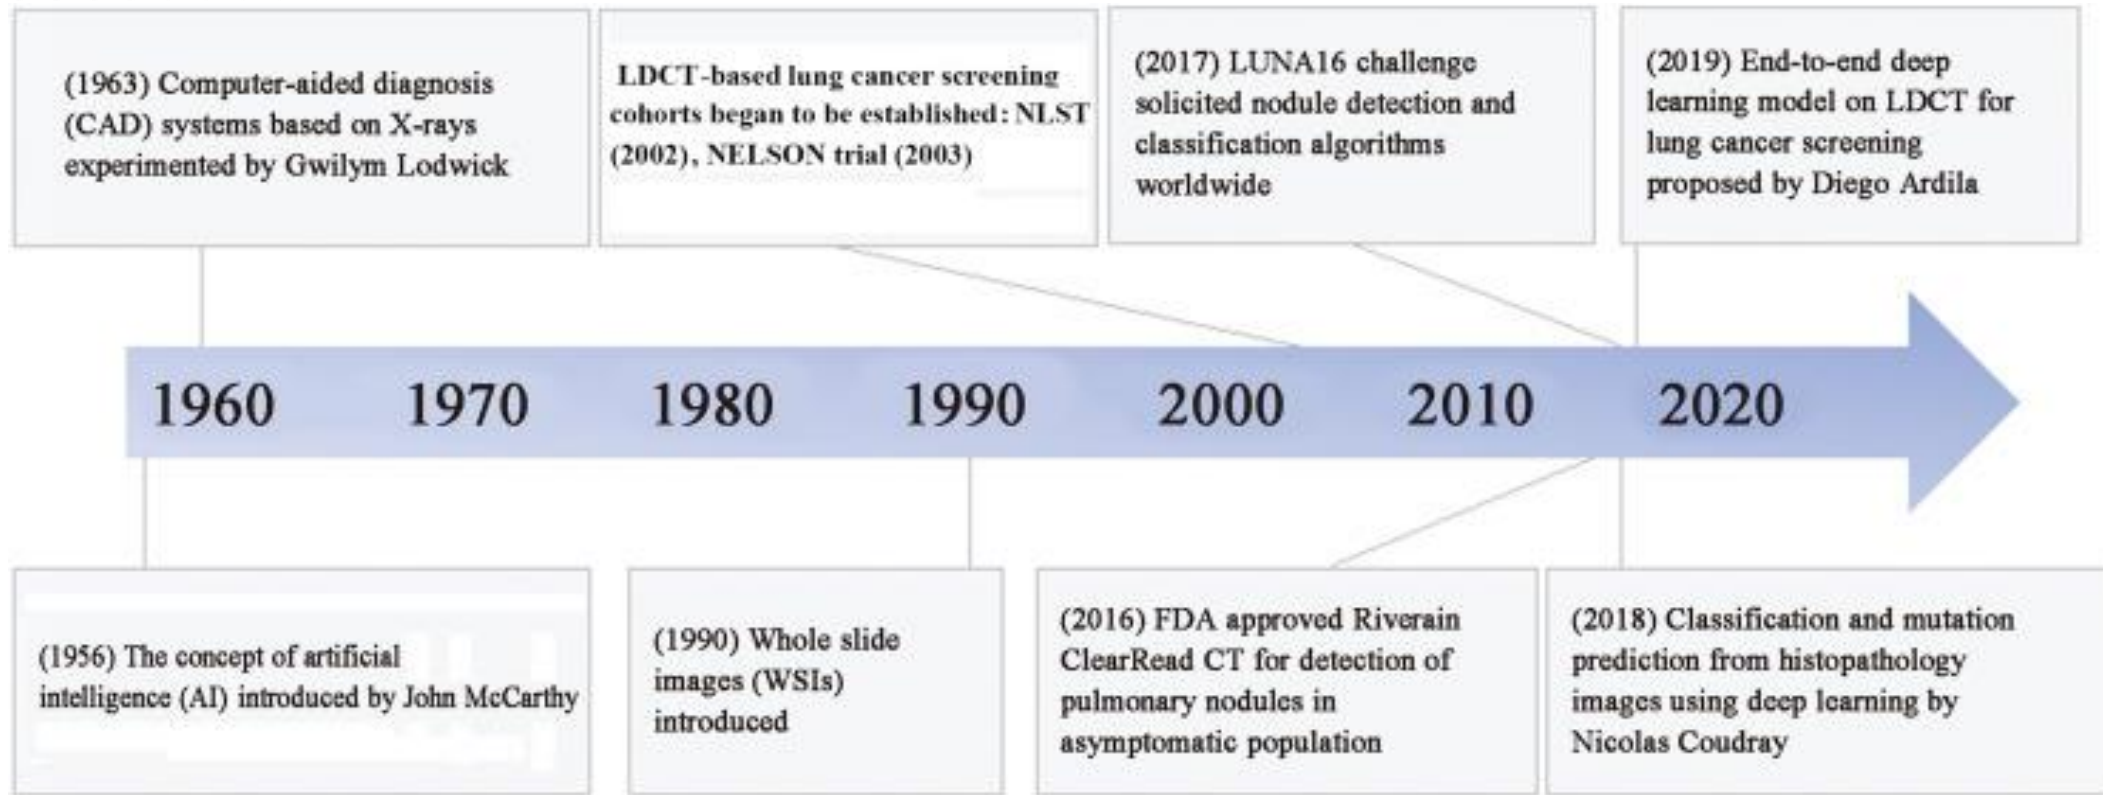 (1963) Computer-aided diagnosis
(CAD) systems based on X-rays
experimented by Gwilym Lodwick
LDCT-based lung cancer screening
cohorts began to be established: NLST
(2002), NELSON trial (2003)
(2017) LUNA16 challenge
solicited nodule detection and
classification algorithms
worldwide
(2019) End-to-end deep
learning model on LDCT for
lung cancer screening
proposed by Diego Ardila
1960 1970 1980 1990 2000 2010 2020
(1956) The concept of artificial
intelligence (AI) introduced by John McCarthy
(1990) Whole slide
images (WSIs)
introduced
(2016) FDA approved Riverain
ClearRead CT for detection of
pulmonary nodules in
asymptomatic population
(2018) Classification and mutation
prediction from histopathology
images using deep learning by
Nicolas Coudray